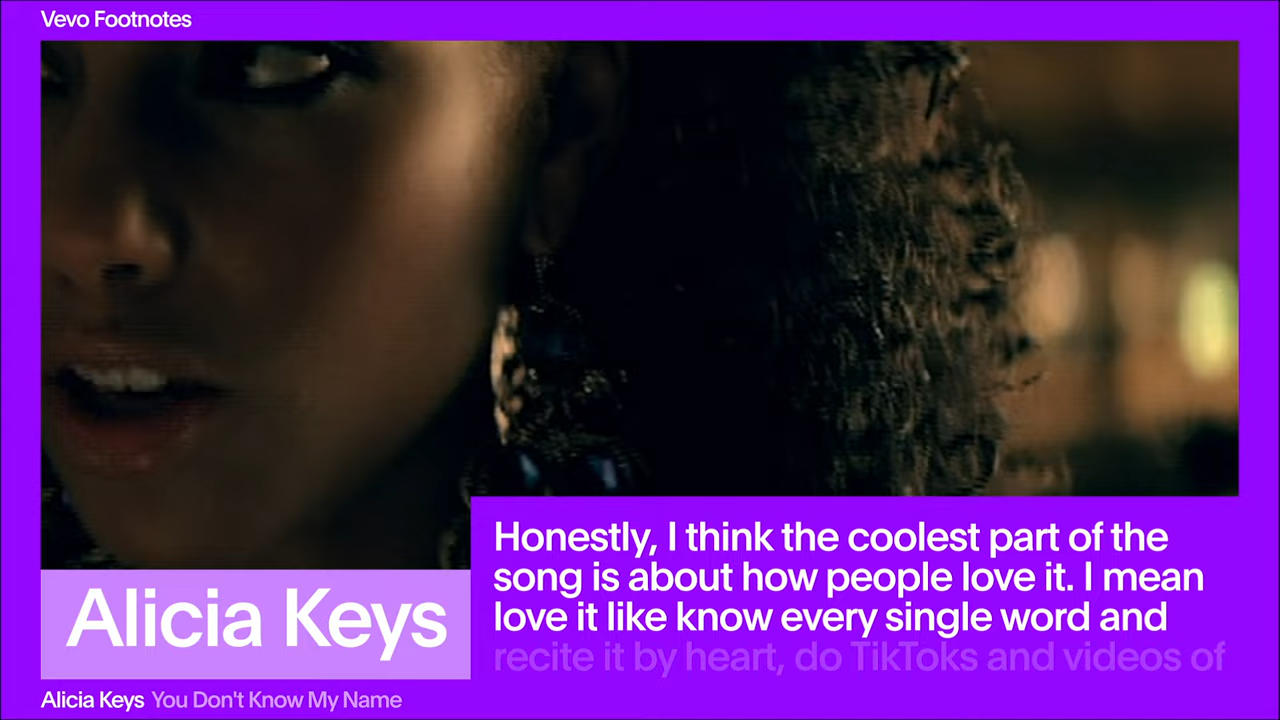 Vevo Footnotes
Honestly, I think the coolest part of the
song is about how people love it. I mean
love it like know every single word and
recite it by heart, do TikToks and videos of
Alicia Keys
Alicia Keys You Don't Know My Name